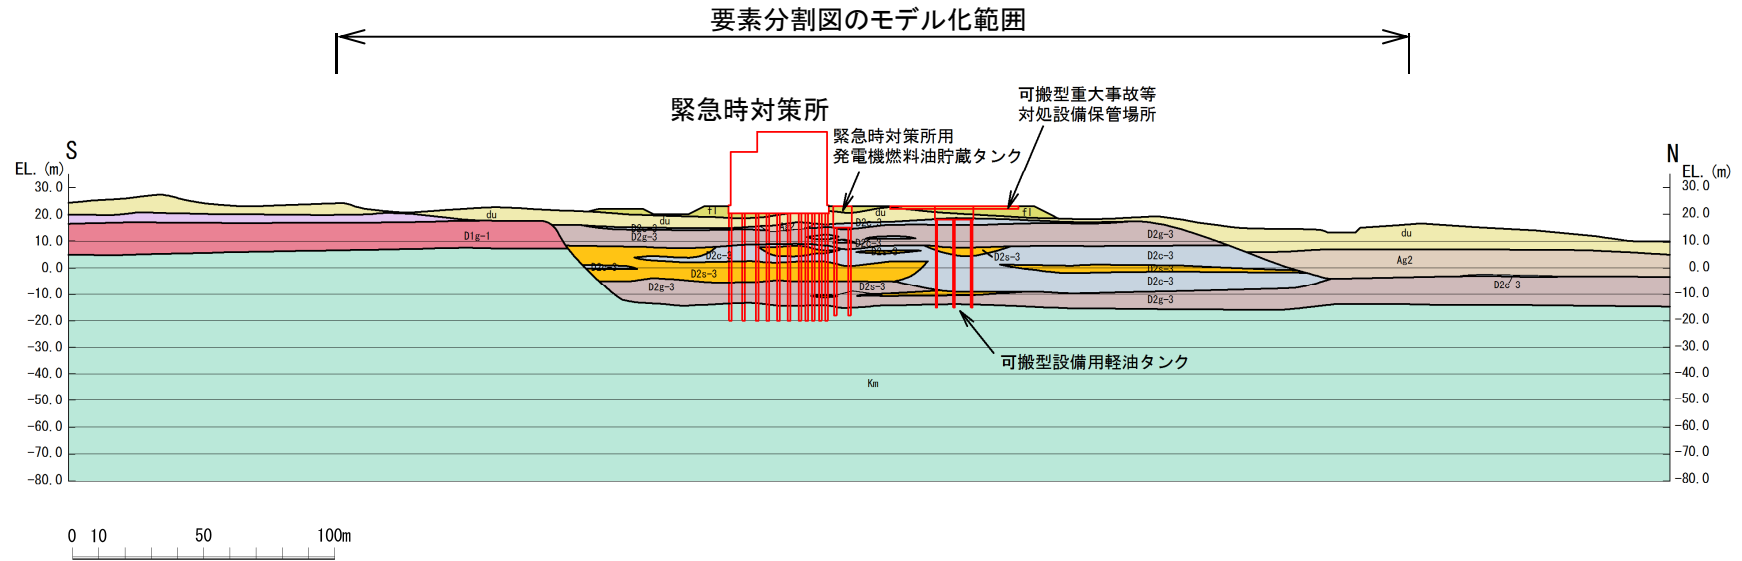 要素分割図のモデル化範囲
緊急時対策所
可搬型重大事故等
対処設備保管場所
緊急時対策所用
発電機燃料油貯蔵タンク
S
N
EL. (m)
EL. (m)
30.0
20.0
10.0
0.0
-10.0
-20.0
-30.0
-40.0
-50.0
-60.0
-70.0
-80.0
30.0
20.0
10.0
0.0
-10.0
-20.0
-30.0
-40.0
-50.0
-60.0
-70.0
-80.0
du
fl
du
du
fl
du
D1g-1
D2g-3
D2g-3
D2c-3
D2s-3
D2c-3
D2s-3
D2s-3
D2g-3
D2s-3
D2c-3
D2g-3
Ag2
Km
可搬型設備用軽油タンク
0 10 50 100m